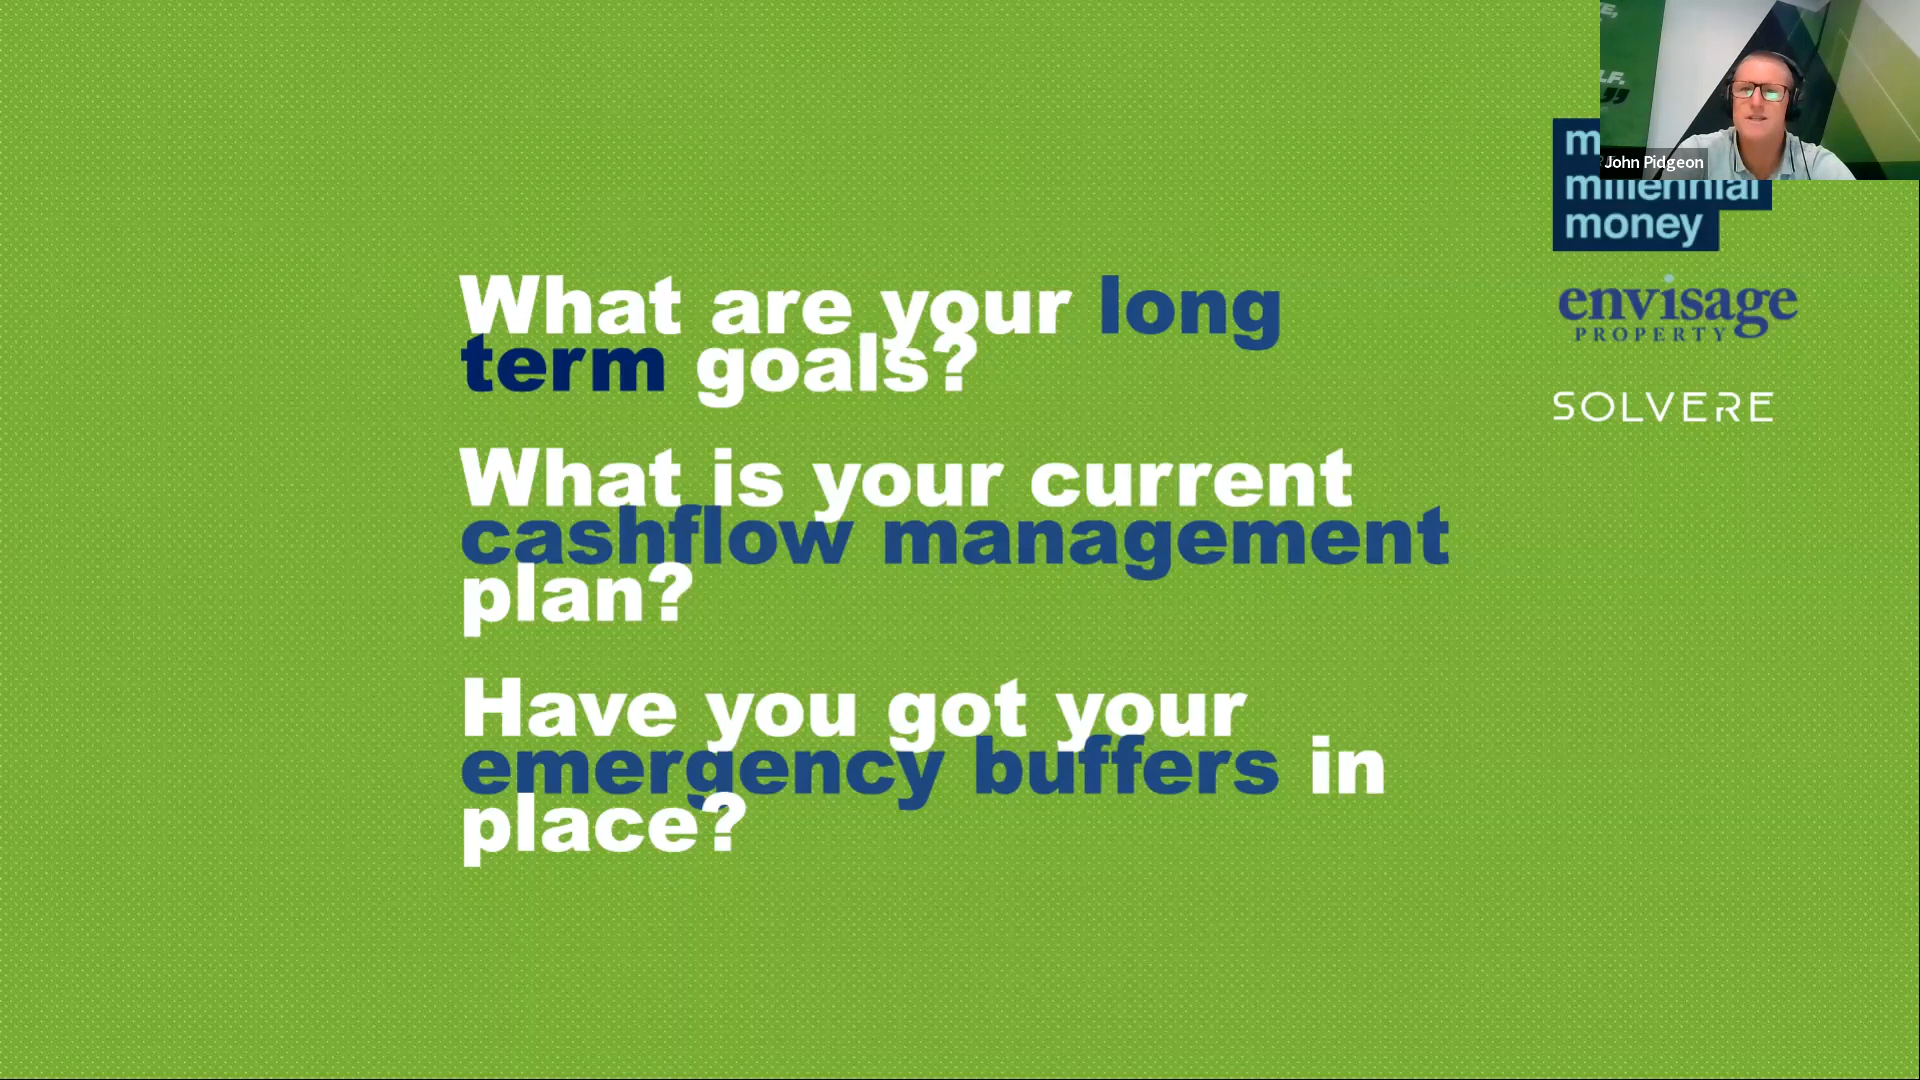 What are your long
term goals?
What is your current
cashflow management
plan?
Have you got your
emergency buffers in
place?
John Pidgeon
millennial
money
envisage
PROPERTY
SOLVERE